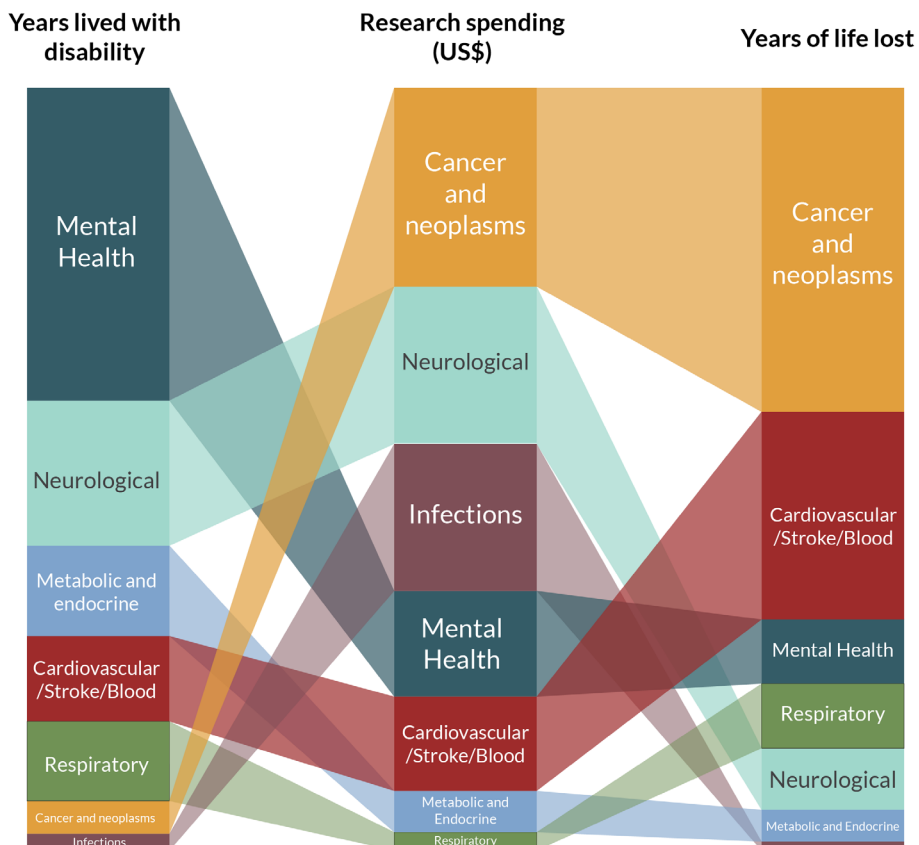 Years lived with
disability
Research spending
(US$)
Years of life lost
Mental
Health
Neurological
Metabolic and
endocrine
Cardiovascular
/Stroke/Blood
Respiratory
Cancer and neoplasms
Infections
Cancer
and
neoplasms
Neurological
Infections
Mental
Health
Cardiovascular
/Stroke/Blood
Metabolic and
Endocrine
Respiratory
Cancer
and
neoplasms
Cardiovascular
/Stroke/Blood
Mental Health
Respiratory
Neurological
Metabolic and Endocrine